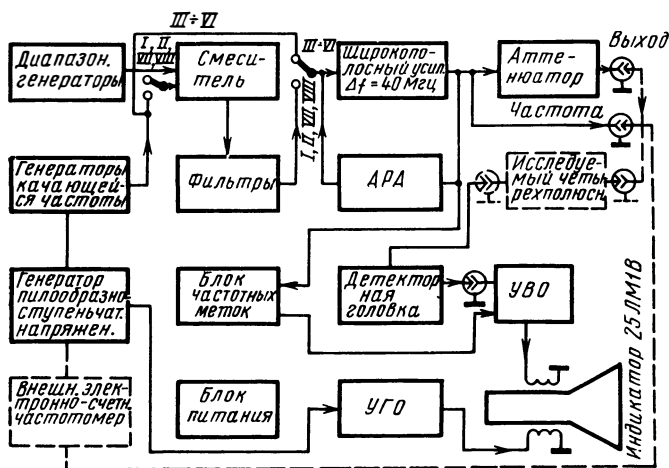 III÷VI
Диапазон.
генераторы
I, II,
VII, VIII
Смеси-
тель
III÷VI
I, II, VII, VIII
Широкопо-
лосный усил.
Δf = 40 Мгц
Атте-
нюатор
Выход
Частота
Генераторы
качающей-
ся частоты
Фильтры
АРА
Исследуе-
мый четы-
рехполюсн.
Генератор
пилообразно-
ступеньчат.
напряжен.
Блок
частотных
меток
Детектор-
ная
головка
УВО
Индикатор 25ЛМ1В
Внешн. элек-
тронно-счетн.
частотомер
Блок
питания
УГО